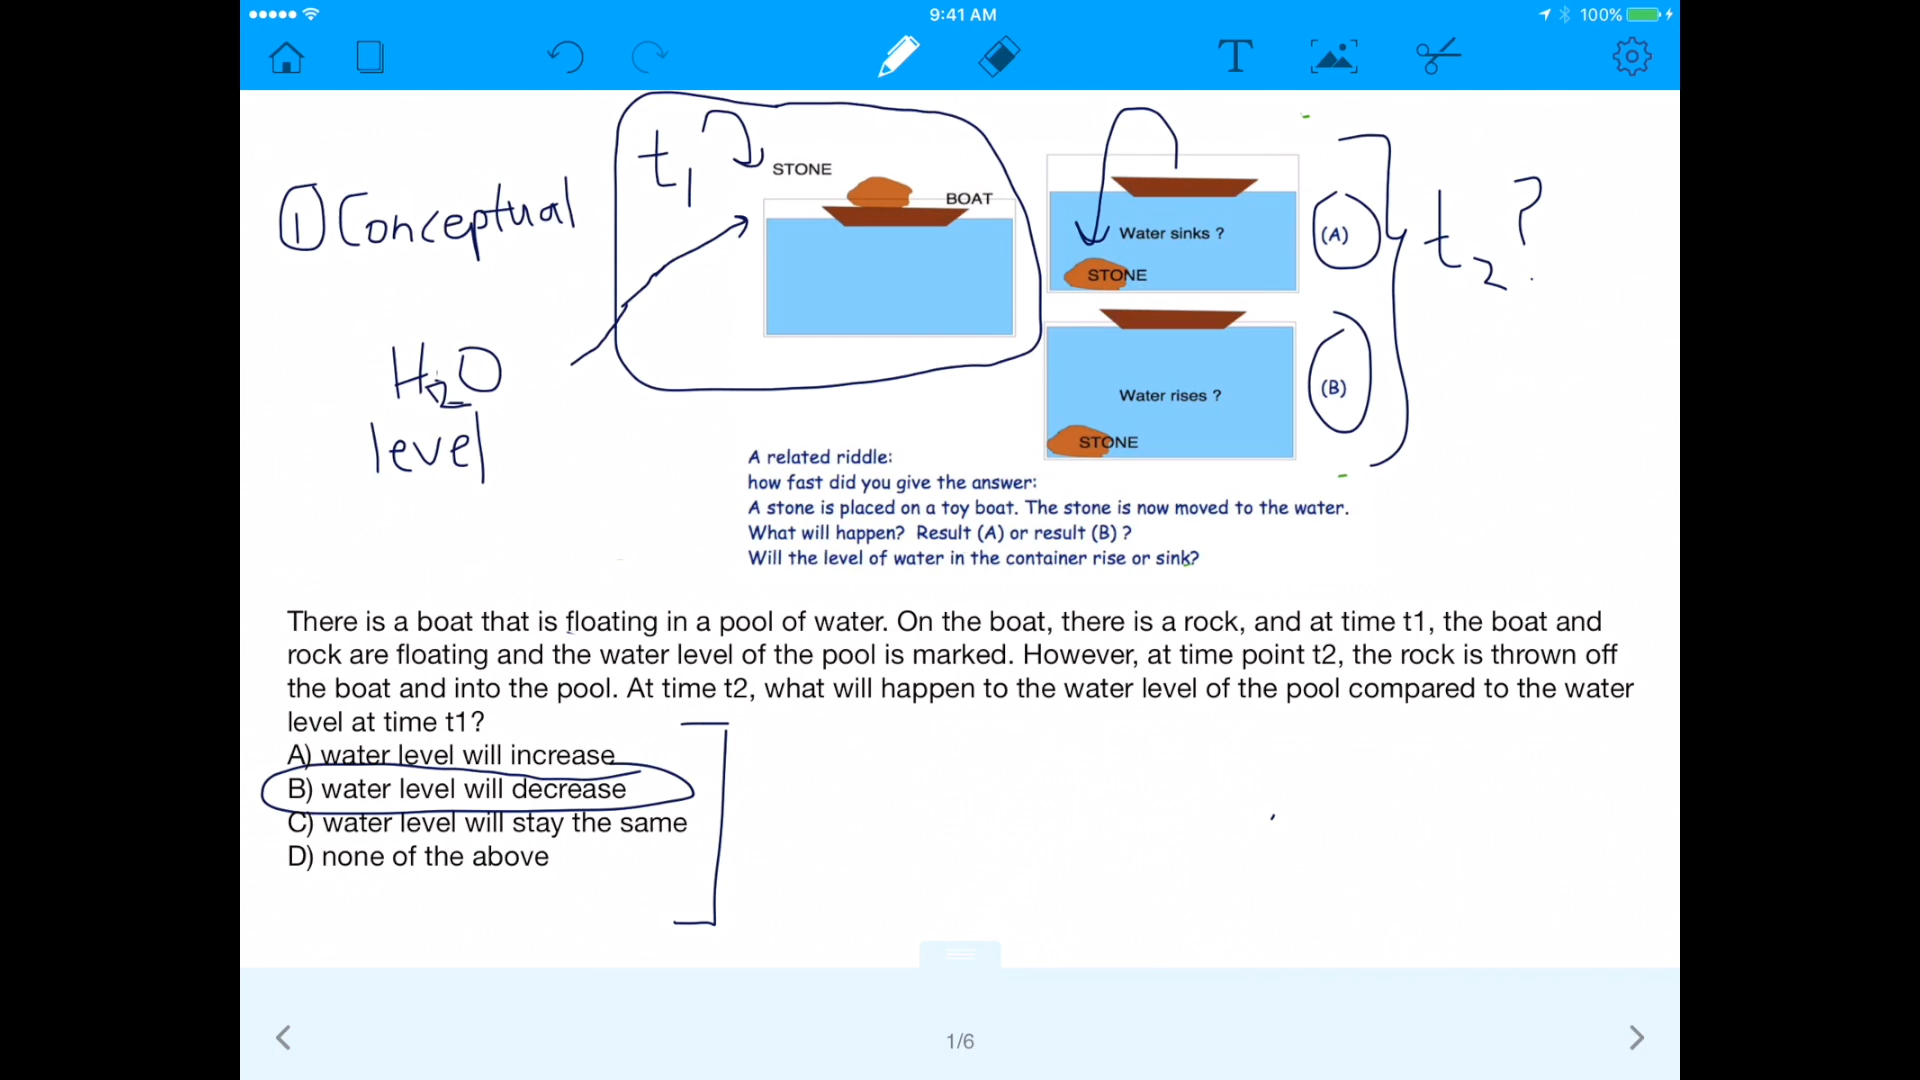 9:41 AM
100%
T
t1
STONE
BOAT
① Conceptual
Water sinks ?
(A)
t2 ?
STONE
H2O
level
Water rises ?
(B)
STONE
A related riddle:
how fast did you give the answer:
A stone is placed on a toy boat. The stone is now moved to the water.
What will happen? Result (A) or result (B) ?
Will the level of water in the container rise or sink?
There is a boat that is floating in a pool of water. On the boat, there is a rock, and at time t1, the boat and
rock are floating and the water level of the pool is marked. However, at time point t2, the rock is thrown off
the boat and into the pool. At time t2, what will happen to the water level of the pool compared to the water
level at time t1?
A) water level will increase
B) water level will decrease
C) water level will stay the same
D) none of the above
1/6